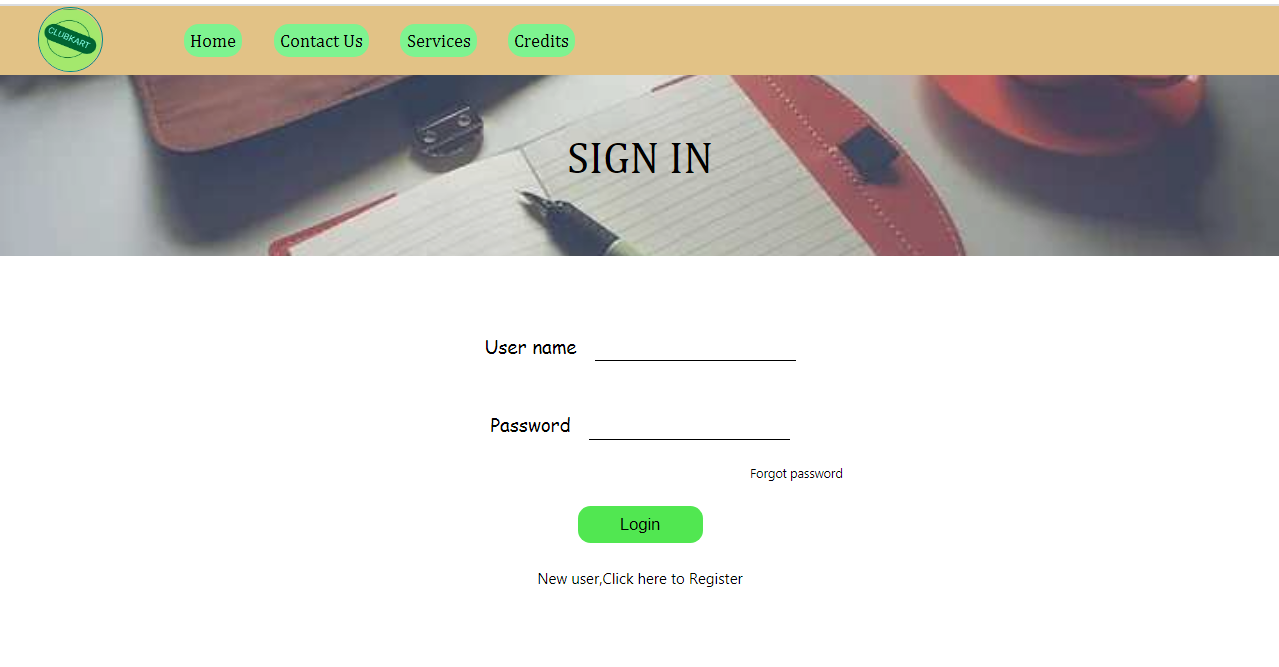 CLUBKART
Home Contact Us Services Credits
SIGN IN
User name
Password
Forgot password
Login
New user,Click here to Register